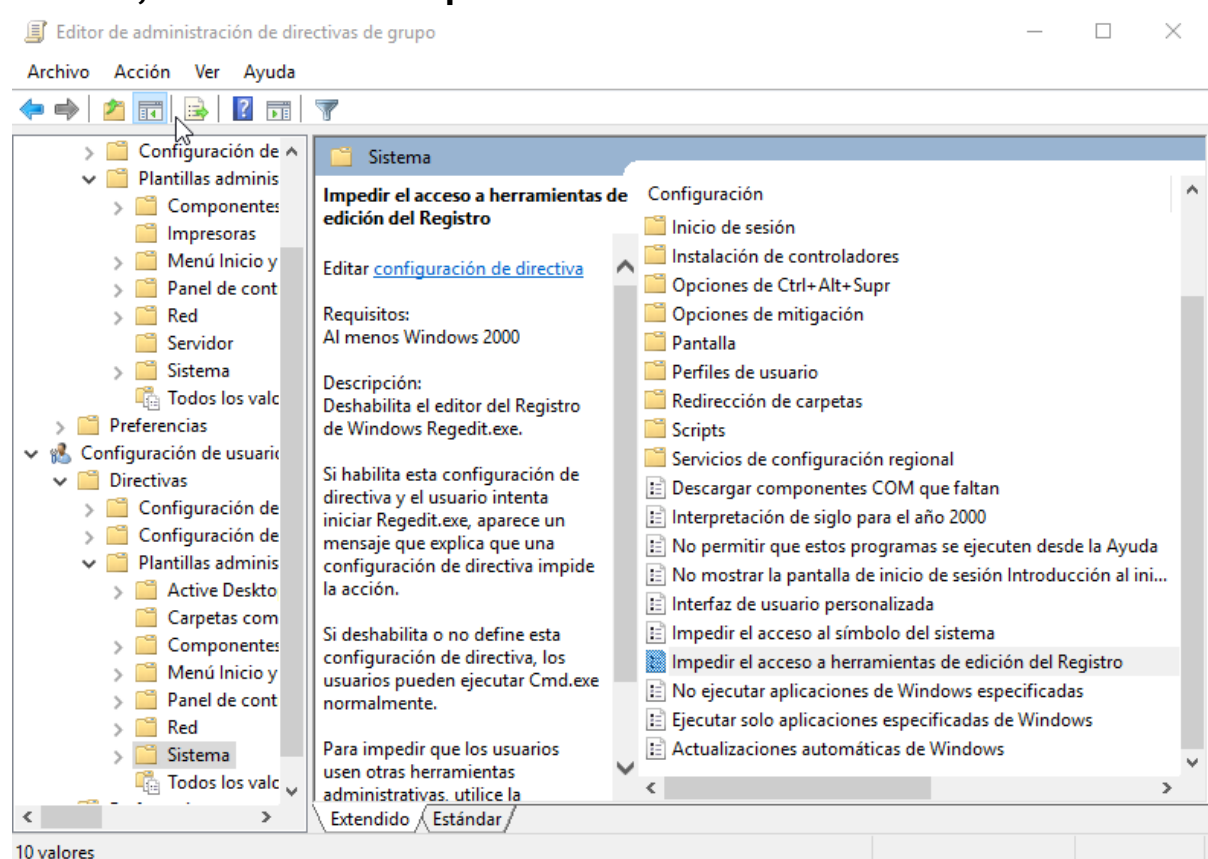 Editor de administración de directivas de grupo
Archivo Acción Ver Ayuda
Configuración de
Plantillas adminis
Componentes
Impresoras
Menú Inicio y
Panel de cont
Red
Servidor
Sistema
Todos los valc
Preferencias
Configuración de usuario
Directivas
Configuración de
Configuración de
Plantillas adminis
Active Deskto
Carpetas com
Componentes
Menú Inicio y
Panel de cont
Red
Sistema
Todos los valc
Sistema
Impedir el acceso a herramientas de
edición del Registro
Editar configuración de directiva
Requisitos:
Al menos Windows 2000
Descripción:
Deshabilita el editor del Registro
de Windows Regedit.exe.
Si habilita esta configuración de
directiva y el usuario intenta
iniciar Regedit.exe, aparece un
mensaje que explica que una
configuración de directiva impide
la acción.
Si deshabilita o no define esta
configuración de directiva, los
usuarios pueden ejecutar Cmd.exe
normalmente.
Para impedir que los usuarios
usen otras herramientas
administrativas, utilice la
Configuración
Inicio de sesión
Instalación de controladores
Opciones de Ctrl+Alt+Supr
Opciones de mitigación
Pantalla
Perfiles de usuario
Redirección de carpetas
Scripts
Servicios de configuración regional
Descargar componentes COM que faltan
Interpretación de siglo para el año 2000
No permitir que estos programas se ejecuten desde la Ayuda
No mostrar la pantalla de inicio de sesión Introducción al ini...
Interfaz de usuario personalizada
Impedir el acceso al símbolo del sistema
Impedir el acceso a herramientas de edición del Registro
No ejecutar aplicaciones de Windows especificadas
Ejecutar solo aplicaciones especificadas de Windows
Actualizaciones automáticas de Windows
Extendido Estándar
10 valores